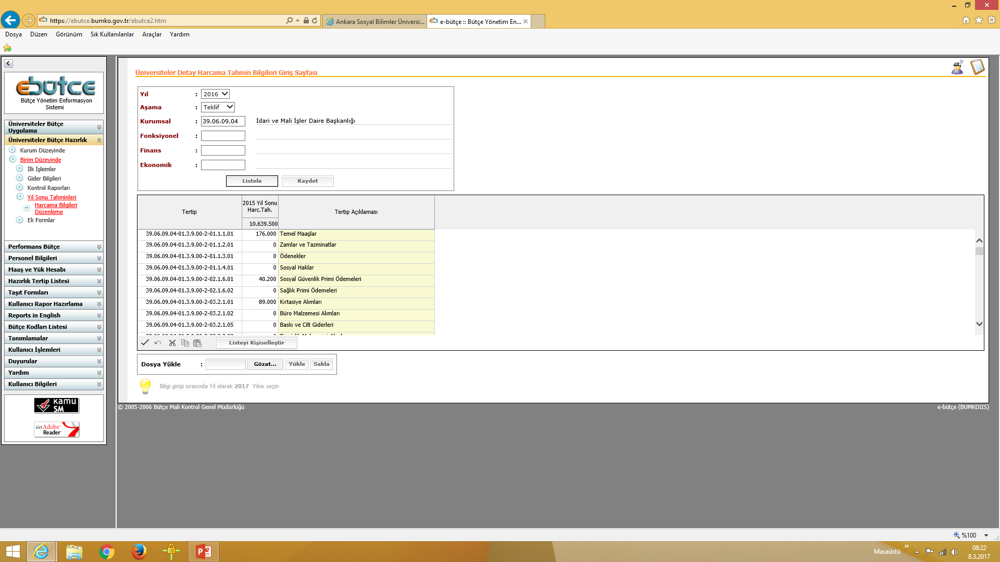 https://ebutce.bumko.gov.tr/ebutce2.htm
Ankara Sosyal Bilimler Üniversi...
e-bütçe :: Bütçe Yönetim En...
Dosya Düzen Görünüm Sık Kullanılanlar Araçlar Yardım
ebütçe
Bütçe Yönetim Enformasyon
Sistemi
Üniversiteler Bütçe
Uygulama
Üniversiteler Bütçe Hazırlık
Kurum Düzeyinde
Birim Düzeyinde
İlk İşlemler
Gider Bilgileri
Kontrol Raporları
Yıl Sonu Tahminleri
Harcama Bilgileri
Düzenleme
Ek Formlar
Performans Bütçe
Personel Bilgileri
Maaş ve Yük Hesabı
Hazırlık Tertip Listesi
Taşıt Formları
Kullanıcı Rapor Hazırlama
Reports in English
Bütçe Kodları Listesi
Tanımlamalar
Kullanıcı İşlemleri
Duyurular
Yardım
Kullanıcı Bilgileri
KAMU
SM
Get Adobe
Reader
Üniversiteler Detay Harcama Tahmin Bilgileri Giriş Sayfası
Yıl : 2016
Aşama : Teklif
Kurumsal : 39.06.09.04 İdari ve Mali İşler Daire Başkanlığı
Fonksiyonel :
Finans :
Ekonomik :
Listele Kaydet
Tertip
2015 Yıl Sonu
Harc.Tah.
10.639.500
Tertip Açıklaması
39.06.09.04-01.3.9.00-2-01.1.1.01 176.000 Temel Maaşlar
39.06.09.04-01.3.9.00-2-01.1.2.01 0 Zamlar ve Tazminatlar
39.06.09.04-01.3.9.00-2-01.1.3.01 0 Ödenekler
39.06.09.04-01.3.9.00-2-01.1.4.01 0 Sosyal Haklar
39.06.09.04-01.3.9.00-2-02.1.6.01 40.200 Sosyal Güvenlik Primi Ödemeleri
39.06.09.04-01.3.9.00-2-02.1.6.02 0 Sağlık Primi Ödemeleri
39.06.09.04-01.3.9.00-2-03.2.1.01 89.000 Kırtasiye Alımları
39.06.09.04-01.3.9.00-2-03.2.1.02 0 Büro Malzemesi Alımları
39.06.09.04-01.3.9.00-2-03.2.1.05 0 Baskı ve Cilt Giderleri
Listeyi Kişiselleştir
Dosya Yükle : Gözat... Yükle Sakla
Bilgi girişi sırasında Yıl olarak 2017 Yılını seçin
© 2005-2006 Bütçe Mali Kontrol Genel Müdürlüğü
e-bütçe (BUMKOIIS)
%100
Masaüstü
08:22
8.3.2017